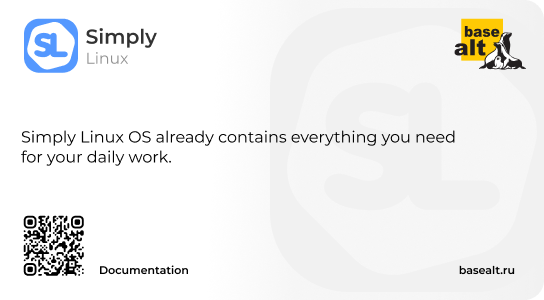 SL
Simply
Linux
base
alt
Simply Linux OS already contains everything you need
for your daily work.
SL
Documentation
basealt.ru